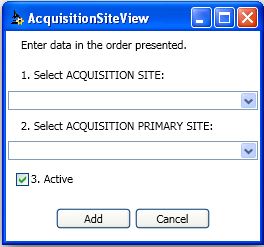 AcquisitionSiteView
Enter data in the order presented.
1. Select ACQUISITION SITE:
2. Select ACQUISITION PRIMARY SITE:
3. Active
Add Cancel